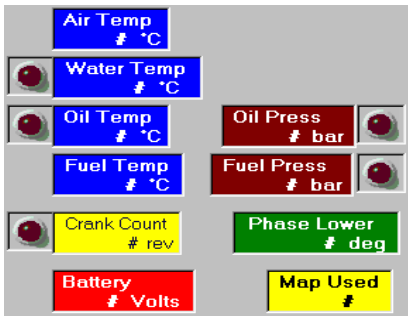 Air Temp
# °C
Water Temp
# °C
Oil Temp
# °C
Oil Press
# bar
Fuel Temp
# °C
Fuel Press
# bar
Crank Count
# rev
Phase Lower
# deg
Battery
# Volts
Map Used
#